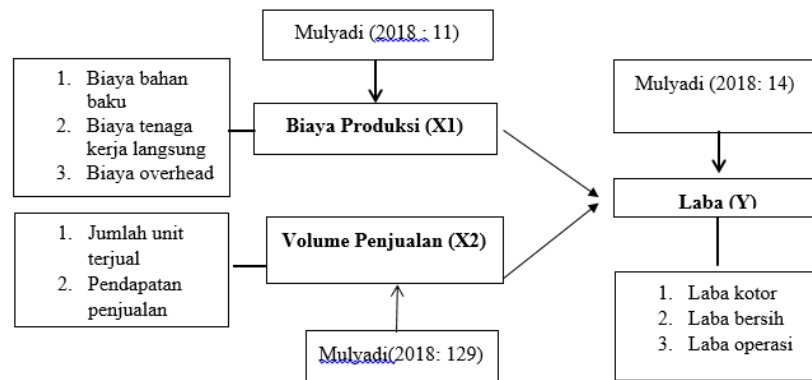 Mulyadi (2018 : 11)
1. Biaya bahan
baku
2. Biaya tenaga
kerja langsung
3. Biaya overhead
Biaya Produksi (X1)
Mulyadi (2018: 14)
Laba (Y)
1. Jumlah unit
terjual
2. Pendapatan
penjualan
Volume Penjualan (X2)
1. Laba kotor
2. Laba bersih
3. Laba operasi
Mulyadi(2018: 129)